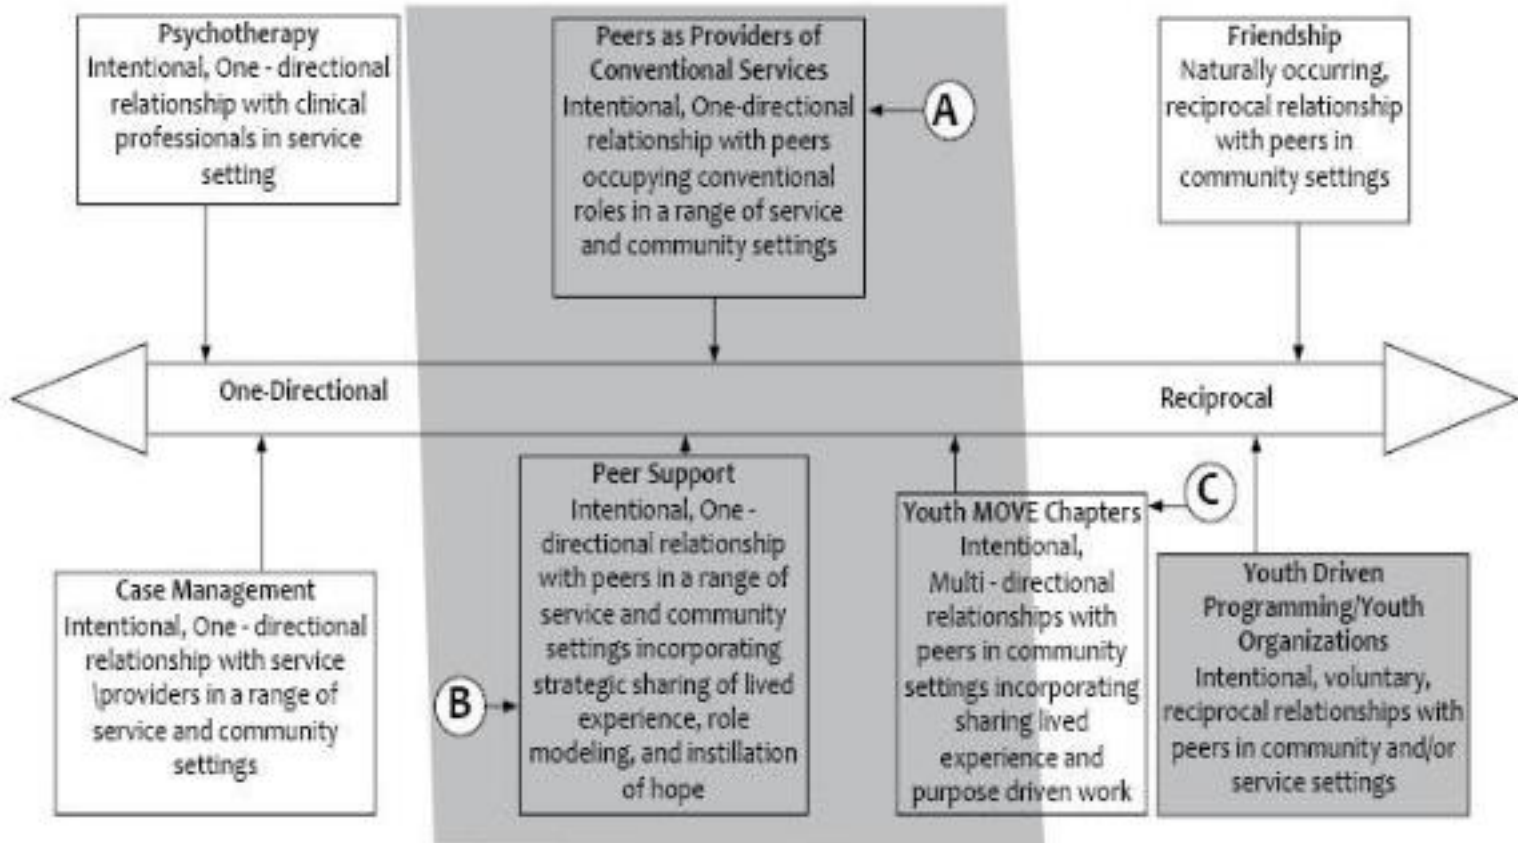 Psychotherapy
Intentional, One - directional
relationship with clinical
professionals in service
setting
Peers as Providers of
Conventional Services
Intentional, One-directional
relationship with peers
occupying conventional
roles in a range of service
and community settings
A
Friendship
Naturally occurring,
reciprocal relationship
with peers in
community settings
One-Directional
Reciprocal
Case Management
Intentional, One - directional
relationship with service
\providers in a range of
service and community
settings
B
Peer Support
Intentional, One -
directional relationship
with peers in a range of
service and community
settings incorporating
strategic sharing of lived
experience, role
modeling, and instillation
of hope
Youth MOVE Chapters
Intentional,
Multi - directional
relationships with
peers in community
settings incorporating
sharing lived
experience and
purpose driven work
C
Youth Driven
Programming/Youth
Organizations
Intentional, voluntary,
reciprocal relationships with
peers in community and/or
service settings